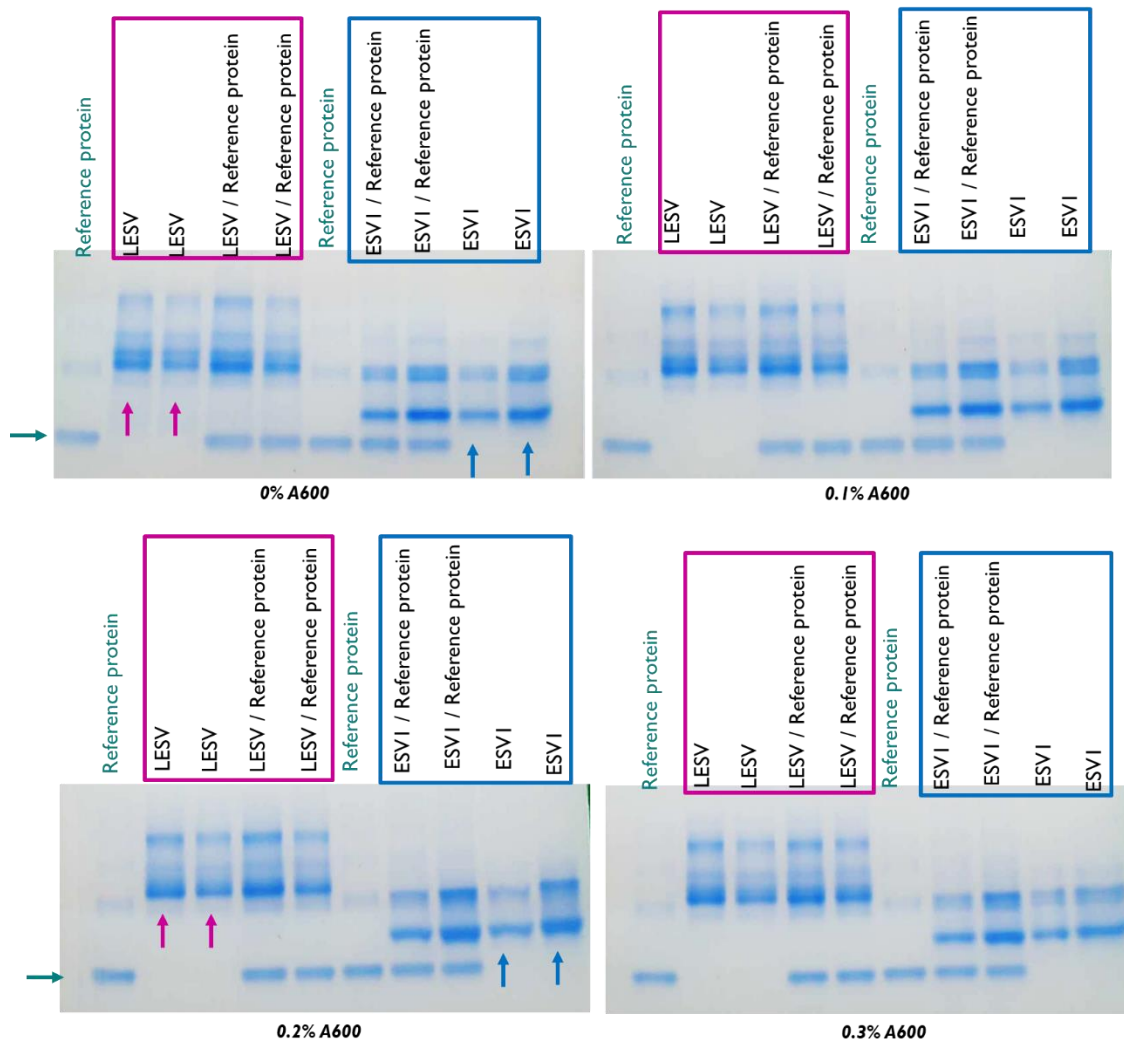 Reference protein
LESV
LESV
LESV / Reference protein
LESV / Reference protein
Reference protein
ESV1 / Reference protein
ESV1 / Reference protein
ESV1
ESV1
0% A600
Reference protein
LESV
LESV
LESV / Reference protein
LESV / Reference protein
Reference protein
ESV1 / Reference protein
ESV1 / Reference protein
ESV1
ESV1
0.1% A600
Reference protein
LESV
LESV
LESV / Reference protein
LESV / Reference protein
Reference protein
ESV1 / Reference protein
ESV1 / Reference protein
ESV1
ESV1
0.2% A600
Reference protein
LESV
LESV
LESV / Reference protein
LESV / Reference protein
Reference protein
ESV1 / Reference protein
ESV1 / Reference protein
ESV1
ESV1
0.3% A600